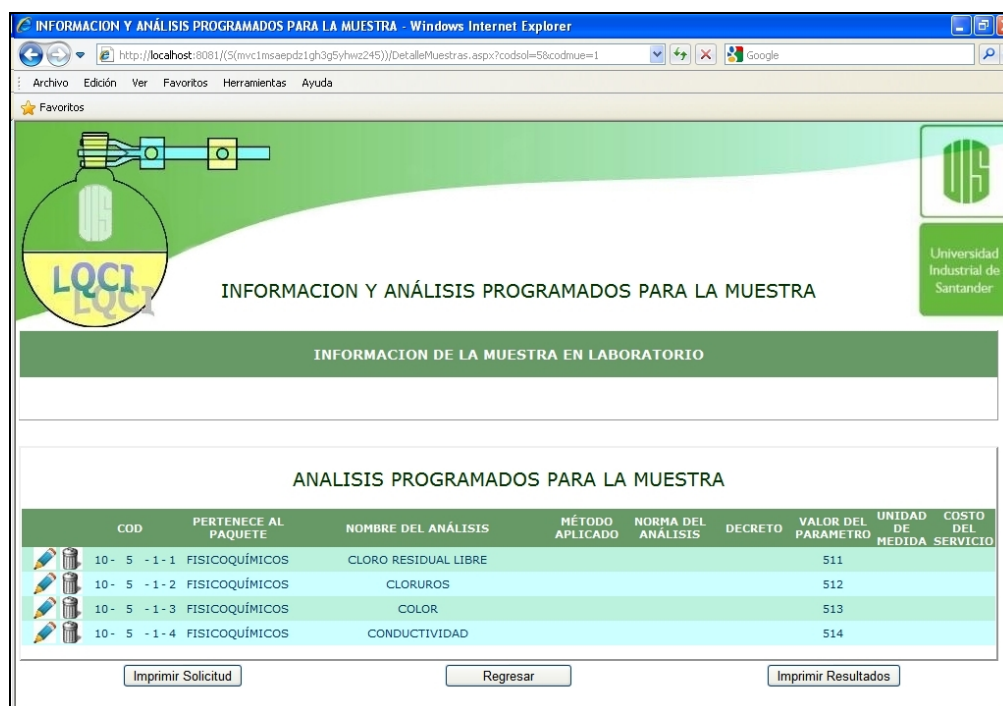 INFORMACION Y ANÁLISIS PROGRAMADOS PARA LA MUESTRA - Windows Internet Explorer
http://localhost:8081/(S(mvc1msaepdz1gh3g5yhwz245))/DetalleMuestras.aspx?codsol=5&codmue=1
Google
Archivo Edición Ver Favoritos Herramientas Ayuda
Favoritos
LQCI
Universidad
Industrial de
Santander
INFORMACION Y ANÁLISIS PROGRAMADOS PARA LA MUESTRA
INFORMACION DE LA MUESTRA EN LABORATORIO
ANALISIS PROGRAMADOS PARA LA MUESTRA
COD PERTENECE AL PAQUETE NOMBRE DEL ANÁLISIS MÉTODO APLICADO NORMA DEL ANÁLISIS DECRETO VALOR DEL PARAMETRO UNIDAD DE MEDIDA COSTO DEL SERVICIO
10- 5 -1-1 FISICOQUÍMICOS CLORO RESIDUAL LIBRE 511
10- 5 -1-2 FISICOQUÍMICOS CLORUROS 512
10- 5 -1-3 FISICOQUÍMICOS COLOR 513
10- 5 -1-4 FISICOQUÍMICOS CONDUCTIVIDAD 514
Imprimir Solicitud Regresar Imprimir Resultados